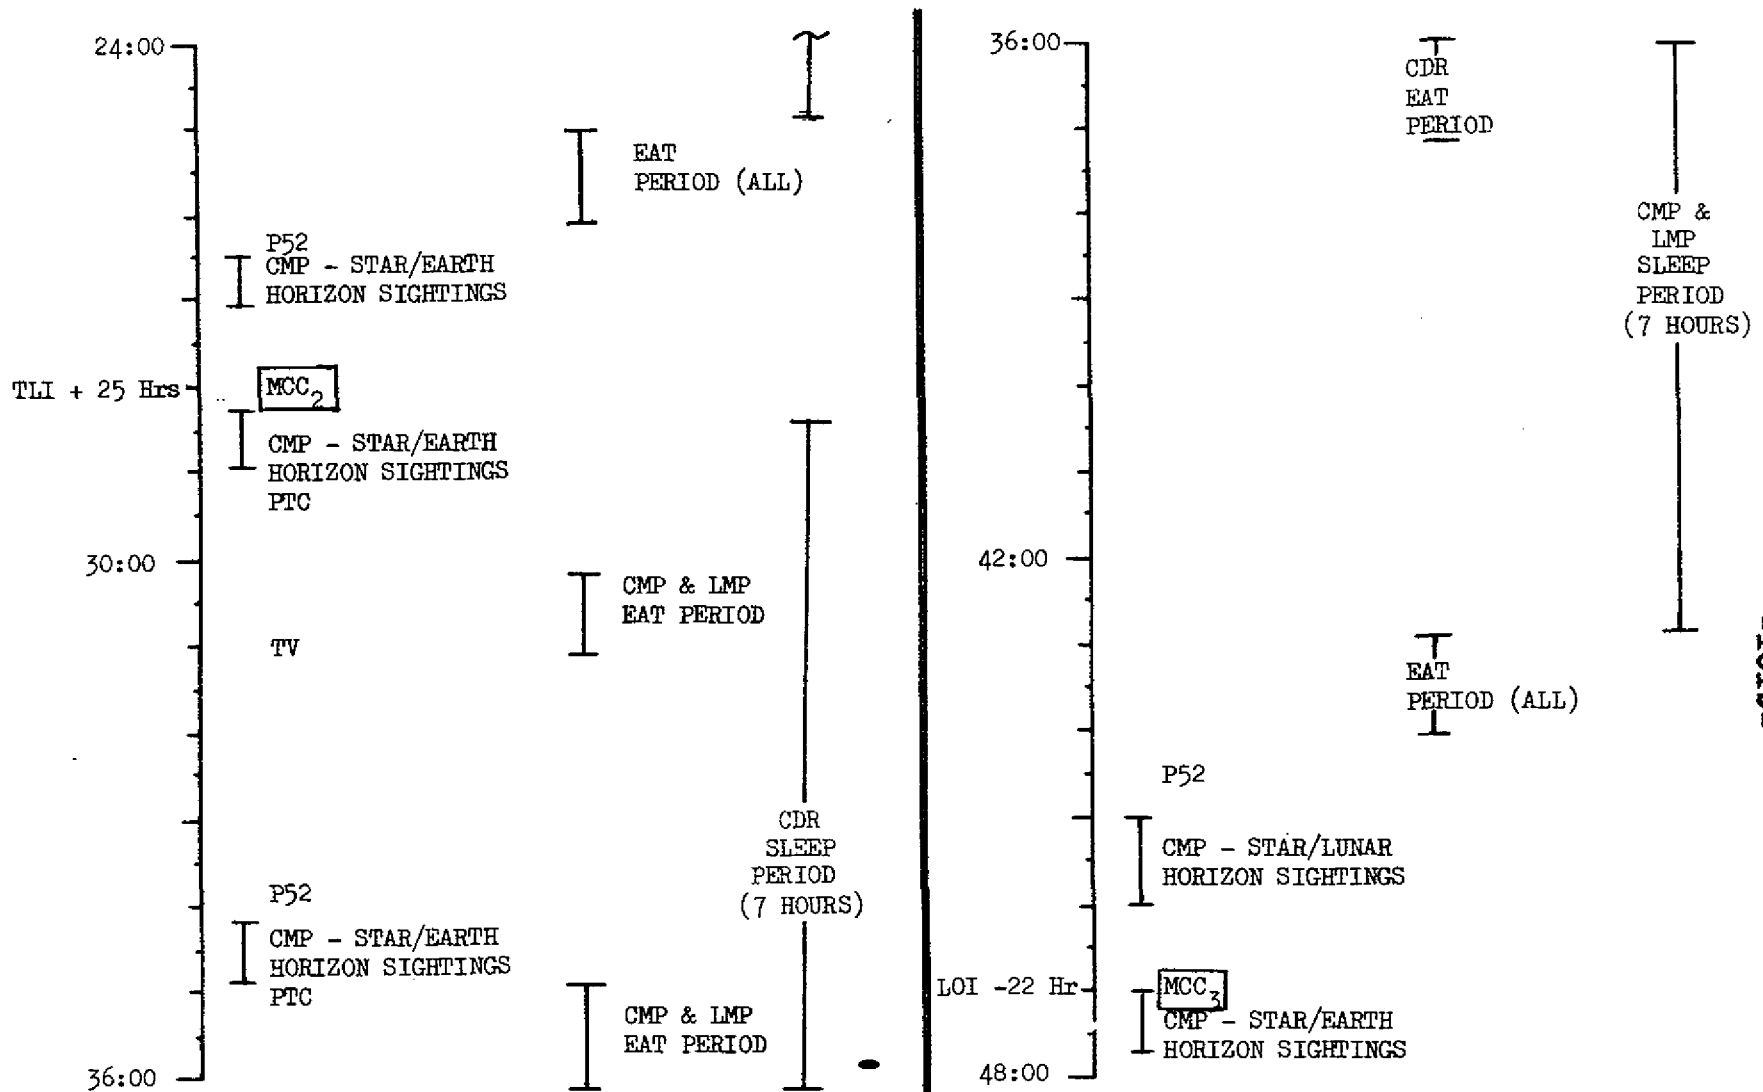 24:00
EAT
PERIOD (ALL)
P52
CMP - STAR/EARTH
HORIZON SIGHTINGS
TLI + 25 Hrs
MCC2
CMP - STAR/EARTH
HORIZON SIGHTINGS
PTC
30:00
CMP & LMP
EAT PERIOD
TV
CDR
SLEEP
PERIOD
(7 HOURS)
P52
CMP - STAR/EARTH
HORIZON SIGHTINGS
PTC
CMP & LMP
EAT PERIOD
36:00
36:00
CDR
EAT
PERIOD
CMP &
LMP
SLEEP
PERIOD
(7 HOURS)
42:00
EAT
PERIOD (ALL)
P52
CMP - STAR/LUNAR
HORIZON SIGHTINGS
LOI -22 Hr
MCC3
CMP - STAR/EARTH
HORIZON SIGHTINGS
48:00